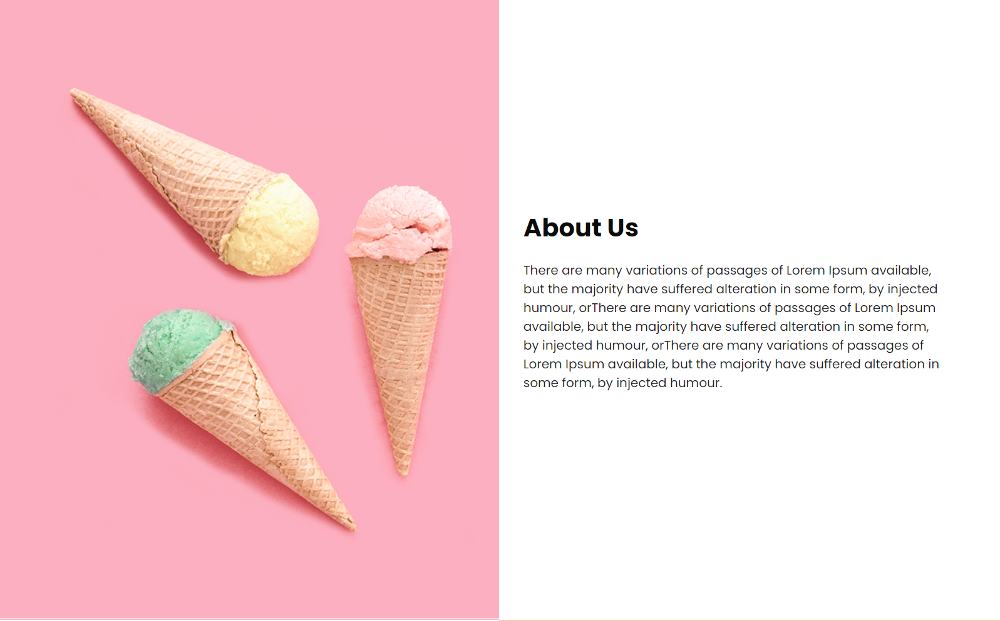 About Us
There are many variations of passages of Lorem Ipsum available,
but the majority have suffered alteration in some form, by injected
humour, orThere are many variations of passages of Lorem Ipsum
available, but the majority have suffered alteration in some form,
by injected humour, orThere are many variations of passages of
Lorem Ipsum available, but the majority have suffered alteration in
some form, by injected humour.